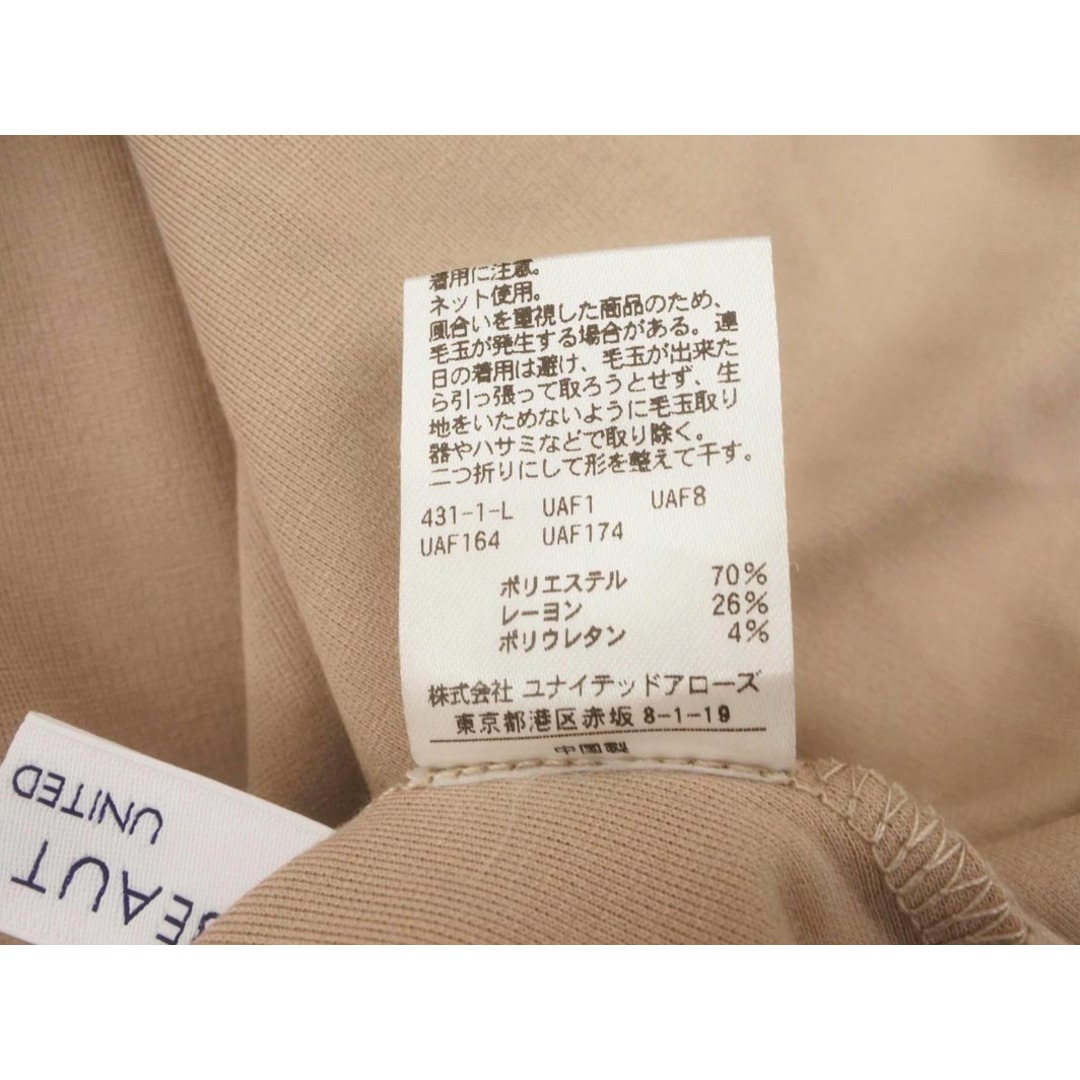 着用に注意。
ネット使用。
風合いを重視した商品のため、
毛玉が発生する場合がある。連
日の着用は避け、毛玉が出来た
ら引っ張って取ろうとせず、生
地をいためないように毛玉取り
器やハサミなどで取り除く。
二つ折りにして形を整えて干す。
431-1-L UAF1 UAF8
UAF164 UAF174
ポリエステル 70%
レーヨン 26%
ポリウレタン 4%
株式会社 ユナイテッドアローズ
東京都港区赤坂8-1-19
中国製
BEAUT
UNITED